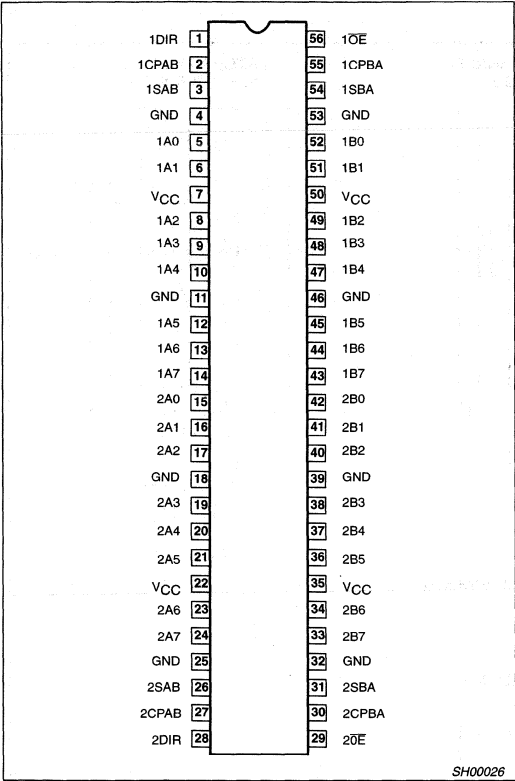 1DIR 1 56 1O̅E̅
1CPAB 2 55 1CPBA
1SAB 3 54 1SBA
GND 4 53 GND
1A0 5 52 1B0
1A1 6 51 1B1
VCC 7 50 VCC
1A2 8 49 1B2
1A3 9 48 1B3
1A4 10 47 1B4
GND 11 46 GND
1A5 12 45 1B5
1A6 13 44 1B6
1A7 14 43 1B7
2A0 15 42 2B0
2A1 16 41 2B1
2A2 17 40 2B2
GND 18 39 GND
2A3 19 38 2B3
2A4 20 37 2B4
2A5 21 36 2B5
VCC 22 35 VCC
2A6 23 34 2B6
2A7 24 33 2B7
GND 25 32 GND
2SAB 26 31 2SBA
2CPAB 27 30 2CPBA
2DIR 28 29 2O̅E̅
SH00026